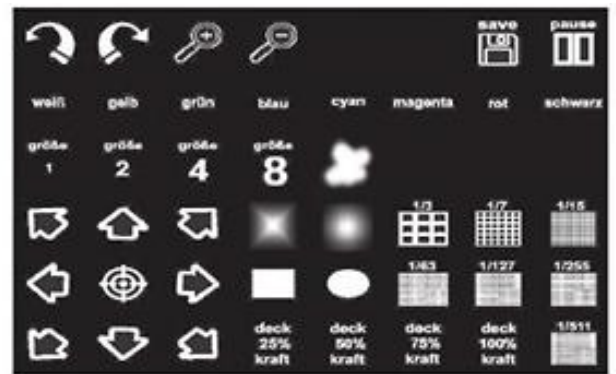 save pause
weiß gelb grün blau cyan magenta rot schwarz
größe größe größe größe
1 2 4 8
1/3 1/7 1/15
1/63 1/127 1/255
deck deck deck deck 1/511
25% 50% 75% 100%
kraft kraft kraft kraft